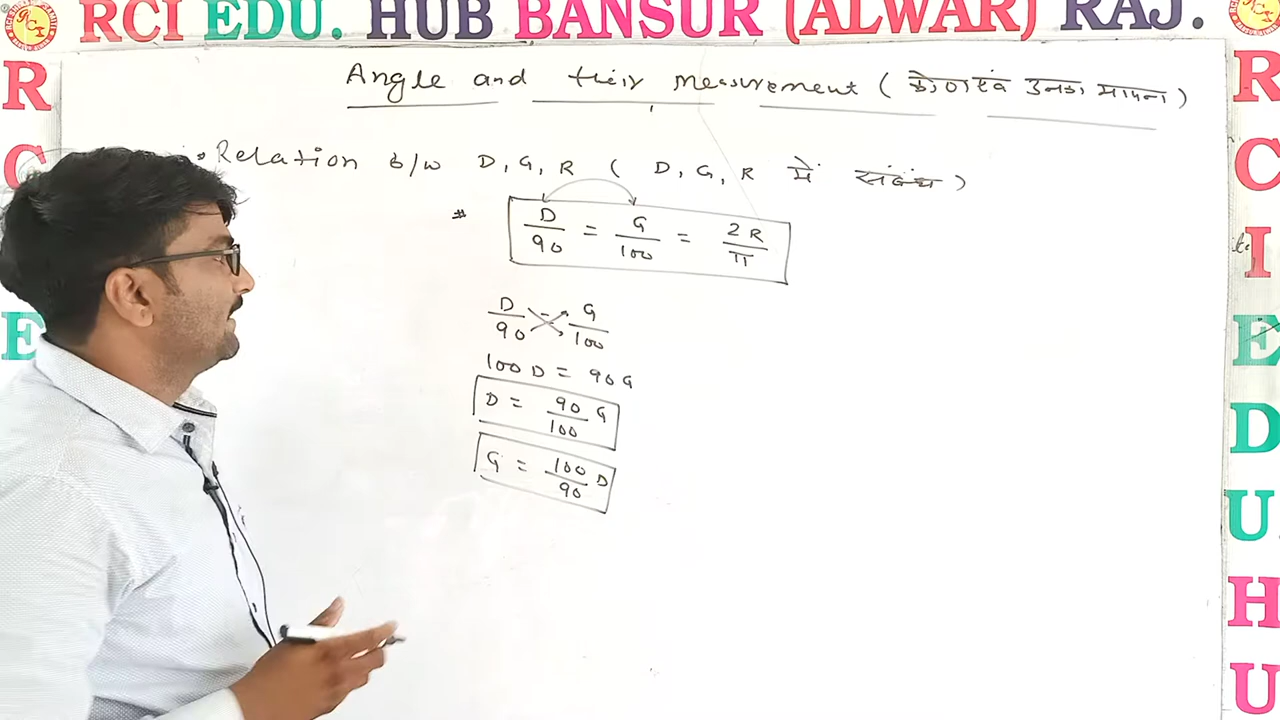 RCI EDU. HUB BANSUR (ALWAR) RAJ.
Angle and their measurement ( कोण एवं उनका मापन )
Relation b/w D, G, R ( D, G, R में संबंध )
* D/90 = G/100 = 2R/π
D/90 = G/100
100 D = 90 G
D = 90/100 G
G = 100/90 D
R
C
E
R
C
I
E
D
U
H
U